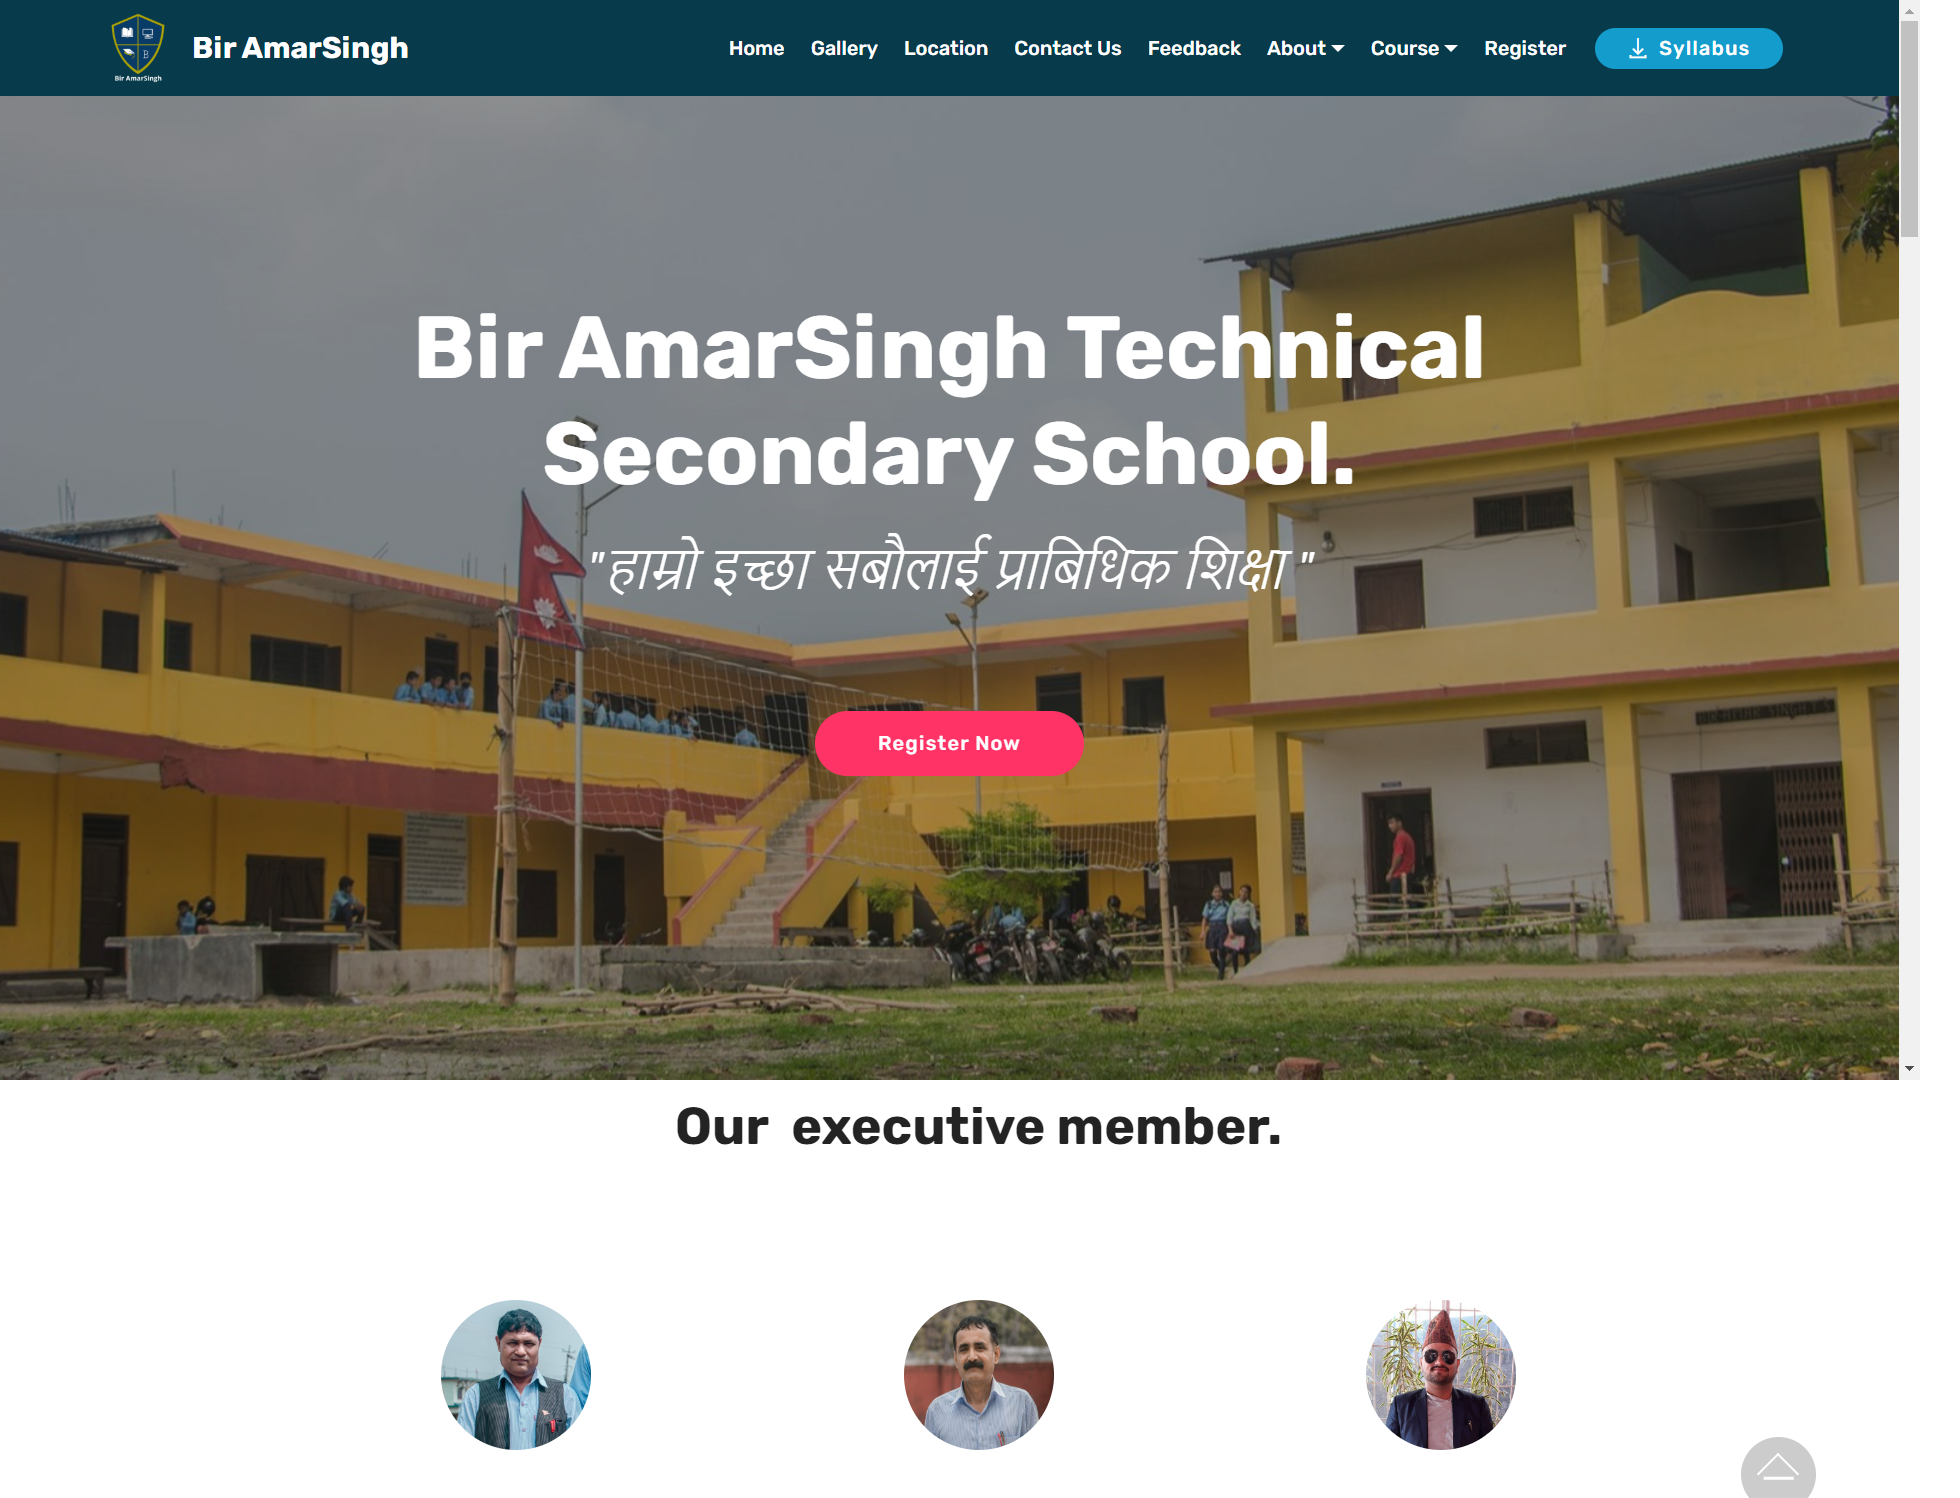 Bir AmarSingh
Bir AmarSingh
Home Gallery Location Contact Us Feedback About Course Register Syllabus
Bir AmarSingh Technical
Secondary School.
"हाम्रो इच्छा सबौलाई प्राबिधिक शिक्षा "
Register Now
Our executive member.